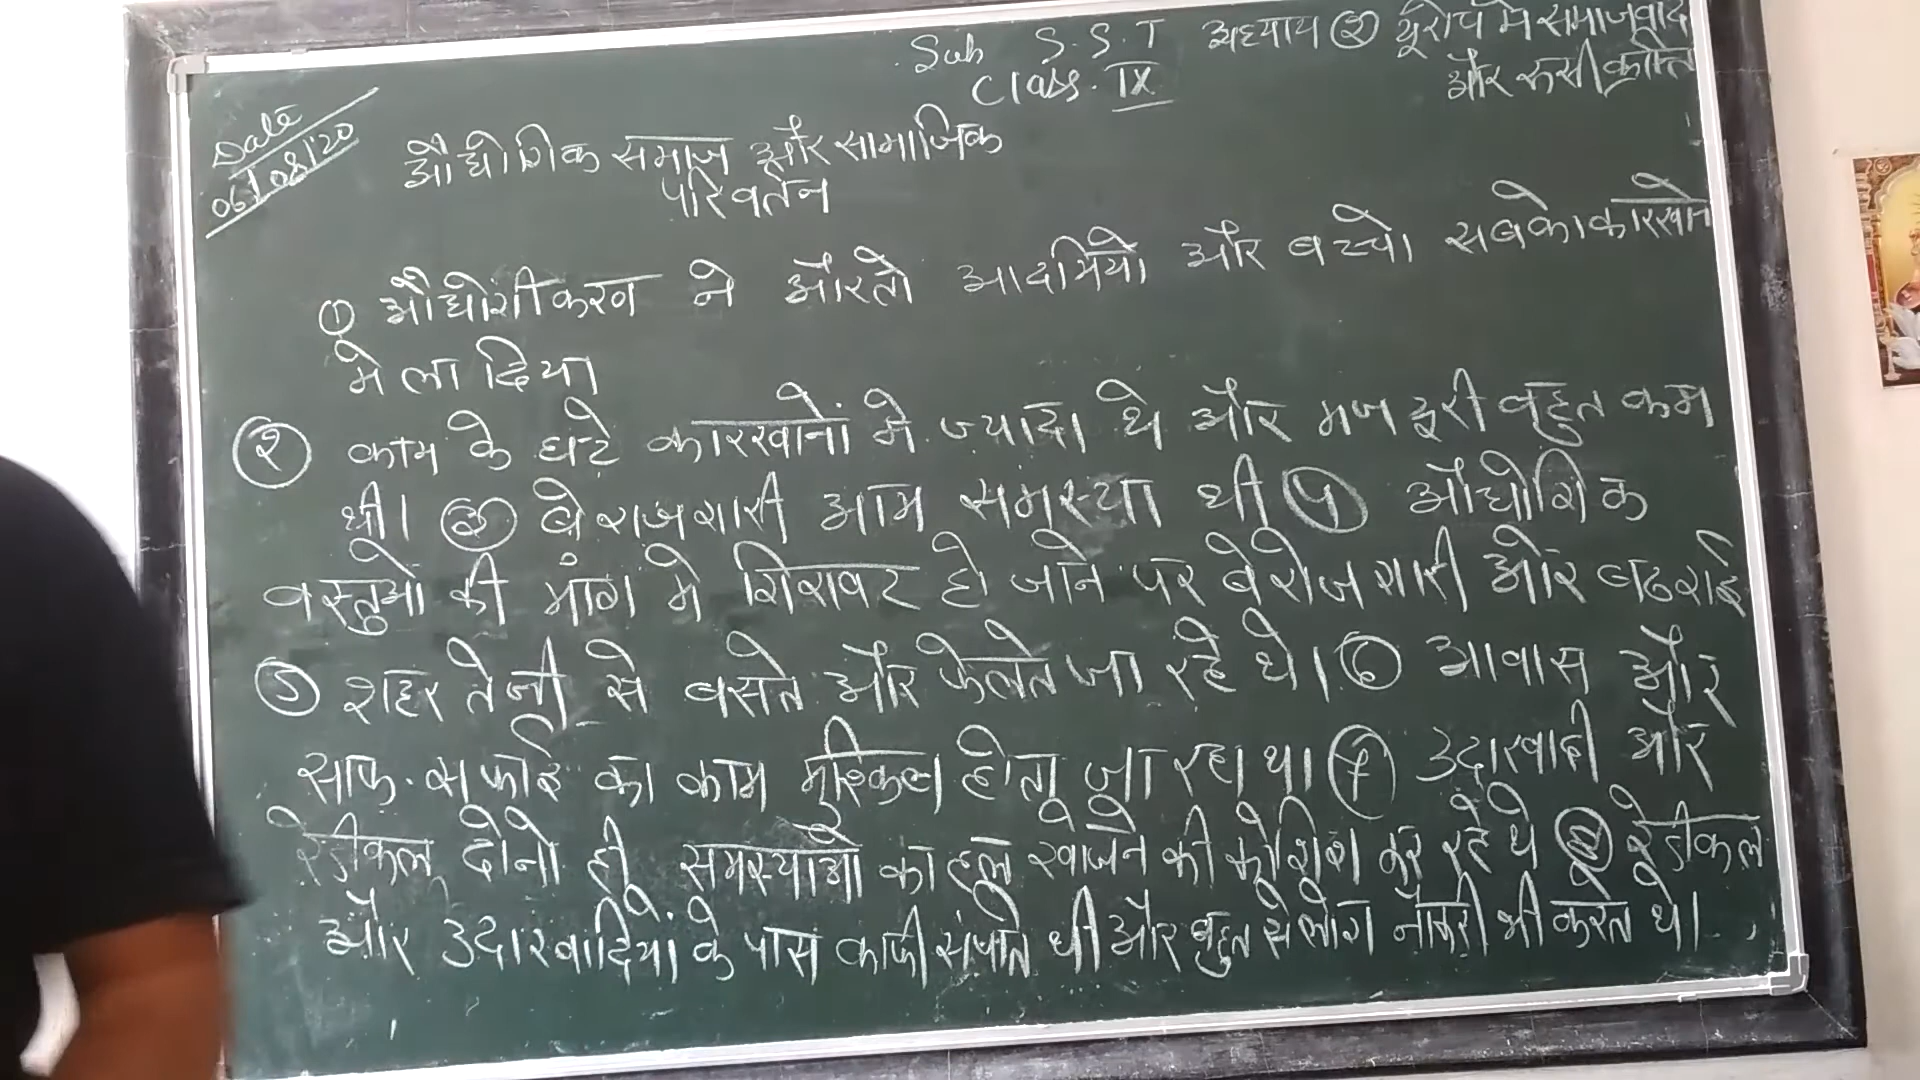 Sub S.S.T अध्याय २ यूरोप मे समाजवाद
Class. IX और रूसी क्रांति
Date
06/08/20
औद्योगिक समाज और सामाजिक
परिवर्तन
① औद्योगीकरण ने औरतो आदमियो और बच्चो सबको कारखाने
मे ला दिया
② काम के घन्टे कारखानों मे ज्यादा थे और मजदूरी बहुत कम
थी। ③ बेरोजगारी आम समस्या थी ४ औद्योगिक
वस्तुओं की मांग मे गिरावट हो जाने पर बेरोजगारी और बढ गई
5 शहर तेजी से बसते और फैलते जा रहे थे। ⑥ आवास और
साफ-सफाई का काम मुश्किल होता जा रहा था। ⑦ उदारवादी और
रेडीकल दोनो ही समस्याओ का हल खोजने की कोशिश कर रहे थे ⑧ रेडीकल
और उदारवादियो के पास काफी संपति थी और बहुत से लोग नौकरी भी करते थे।